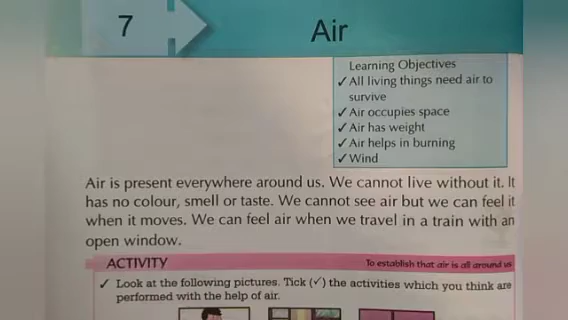 7
Air
Learning Objectives
✓ All living things need air to
survive
✓ Air occupies space
✓ Air has weight
✓ Air helps in burning
✓ Wind
Air is present everywhere around us. We cannot live without it. It
has no colour, smell or taste. We cannot see air but we can feel it
when it moves. We can feel air when we travel in a train with an
open window.
ACTIVITY
To establish that air is all around us
✓ Look at the following pictures. Tick (✓) the activities which you think are
performed with the help of air.